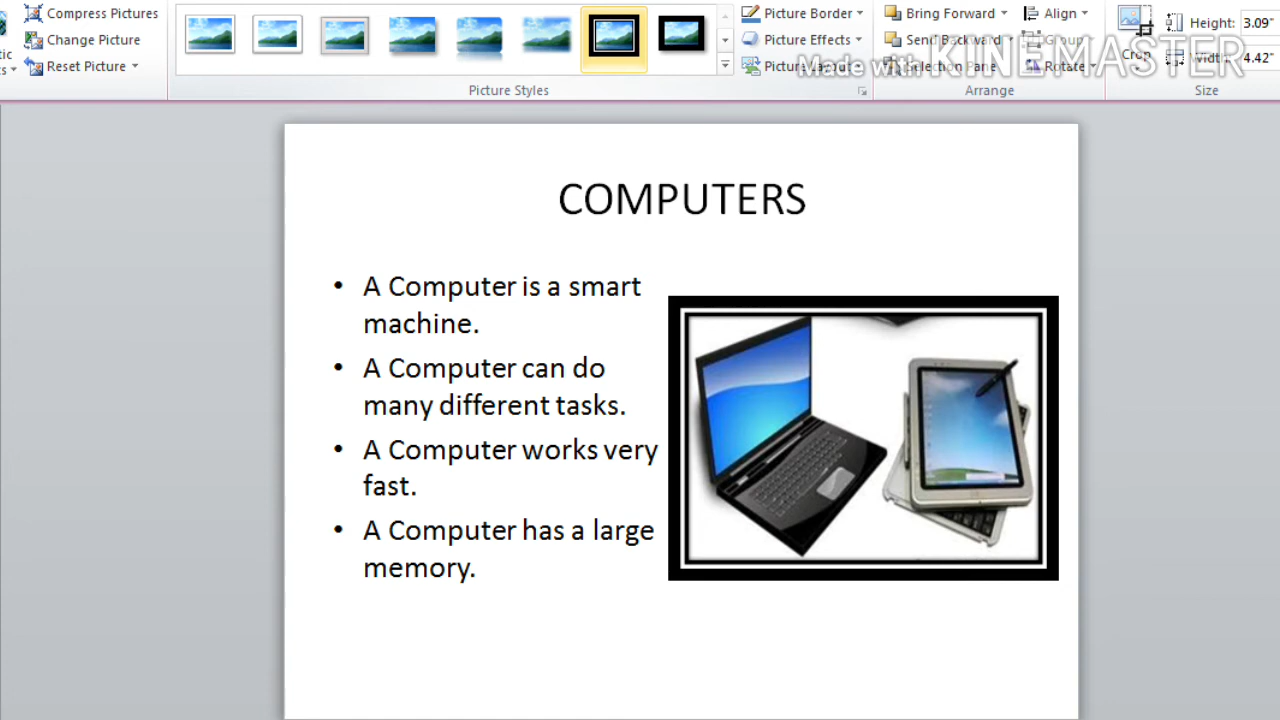 Compress Pictures
Change Picture
Reset Picture
Picture Styles
Picture Border
Picture Effects
Bring Forward
Send Backward
Selection Pane
Align
Group
Rotate
Arrange
Crop
Height: 3.09"
Width: 4.42"
Size
Made with KINEMASTER
COMPUTERS
• A Computer is a smart
machine.
• A Computer can do
many different tasks.
• A Computer works very
fast.
• A Computer has a large
memory.